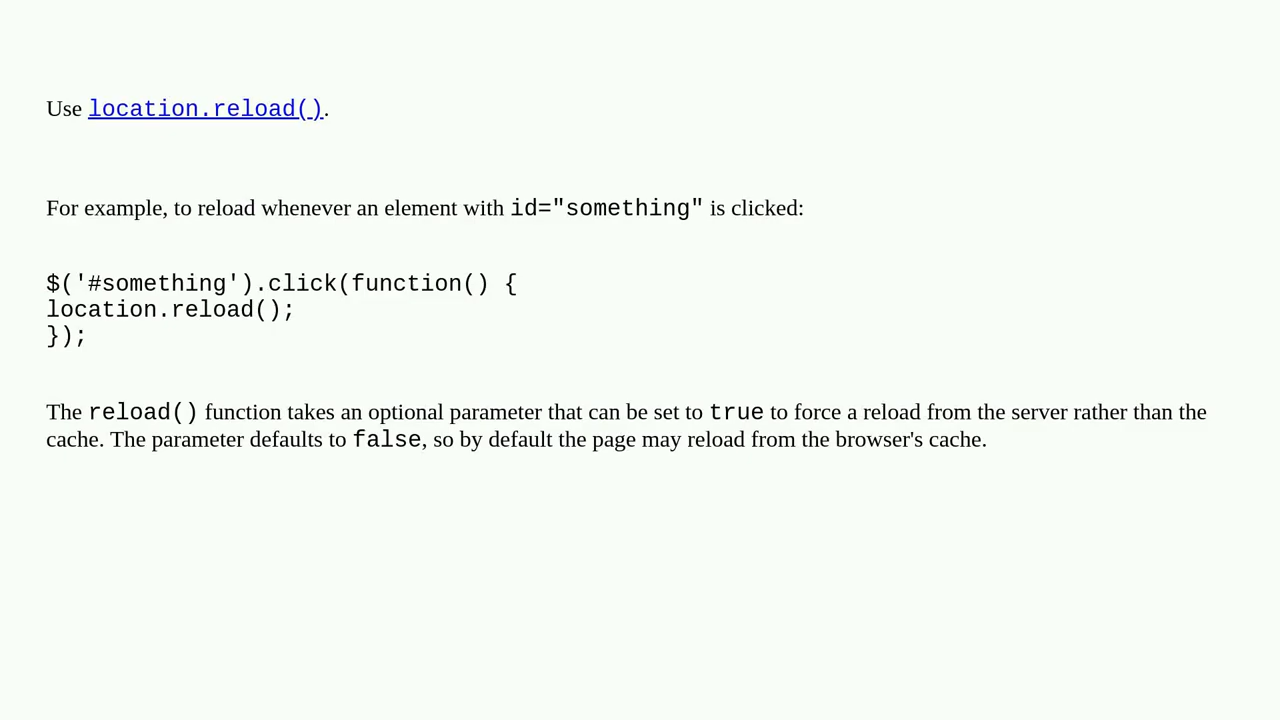 Use location.reload().
For example, to reload whenever an element with id="something" is clicked:
$('#something').click(function() {
location.reload();
});
The reload() function takes an optional parameter that can be set to true to force a reload from the server rather than the
cache. The parameter defaults to false, so by default the page may reload from the browser's cache.